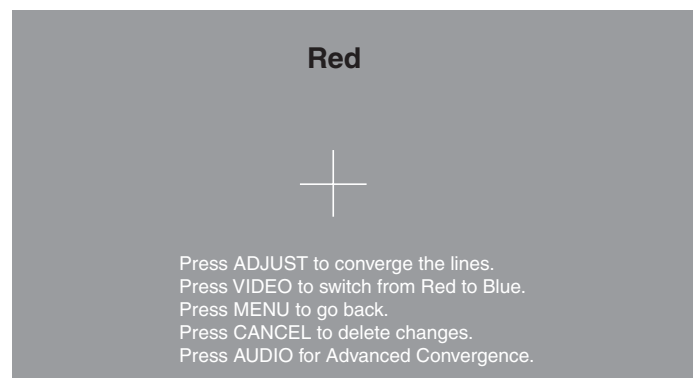 Red
Press ADJUST to converge the lines.
Press VIDEO to switch from Red to Blue.
Press MENU to go back.
Press CANCEL to delete changes.
Press AUDIO for Advanced Convergence.